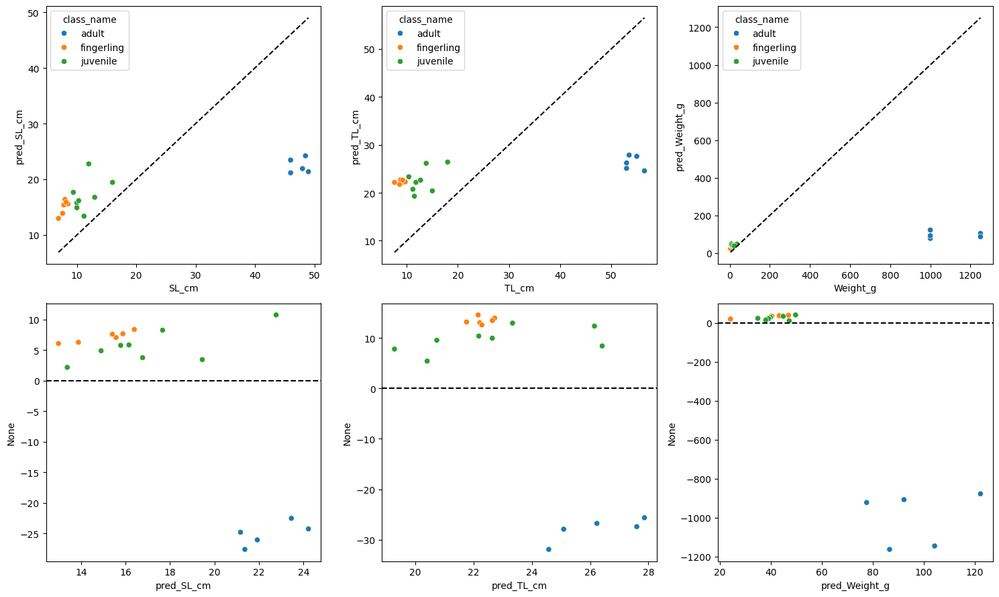 50
40
30
20
10
pred_SL_cm
class_name
adult
fingerling
juvenile
10
20
30
40
50
SL_cm
50
40
30
20
10
pred_TL_cm
class_name
adult
fingerling
juvenile
10
20
30
40
50
TL_cm
1200
1000
800
600
400
200
0
pred_Weight_g
class_name
adult
fingerling
juvenile
0
200
400
600
800
1000
1200
Weight_g
10
5
0
−5
−10
−15
−20
−25
None
14
16
18
20
22
24
pred_SL_cm
10
0
−10
−20
−30
None
20
22
24
26
28
pred_TL_cm
0
−200
−400
−600
−800
−1000
−1200
None
20
40
60
80
100
120
pred_Weight_g